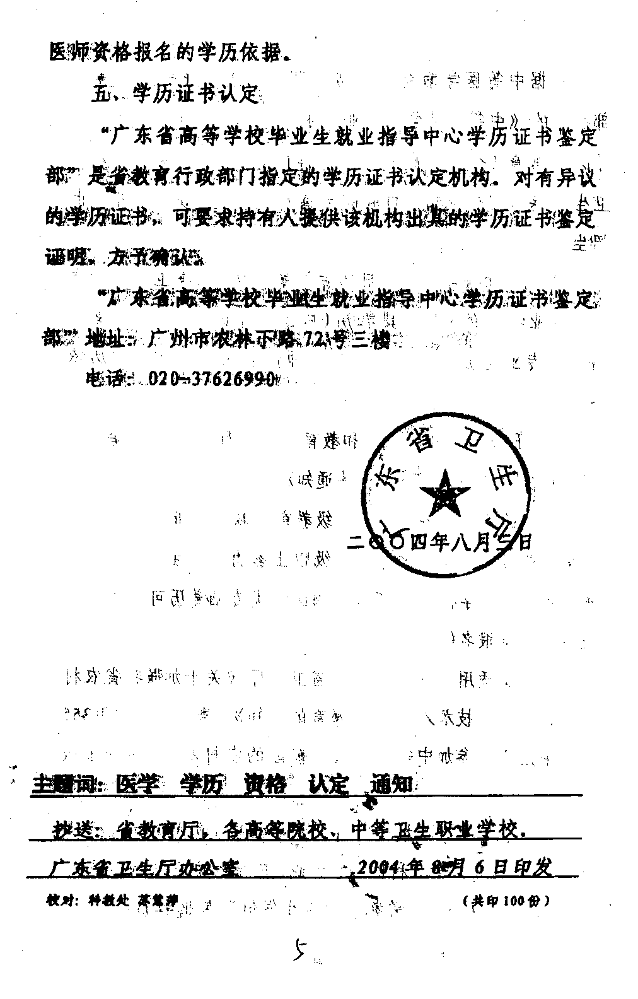 医师资格报名的学历依据。
五、学历证书认定
“广东省高等学校毕业生就业指导中心学历证书鉴定
部”是省教育行政部门指定的学历证书认定机构。对有异议
的学历证书，可要求持有人提供该机构出具的学历证书鉴定
证明，方予确认。
“广东省高等学校毕业生就业指导中心学历证书鉴定
部”地址：广州市农林下路72号三楼
电话：020-37626990
广东省卫生厅
二〇〇四年八月三日
主题词：医学 学历 资格 认定 通知
抄送：省教育厅，各高等院校、中等卫生职业学校。
广东省卫生厅办公室 2004年8月6日印发
校对：科教处 （共印100份）
5